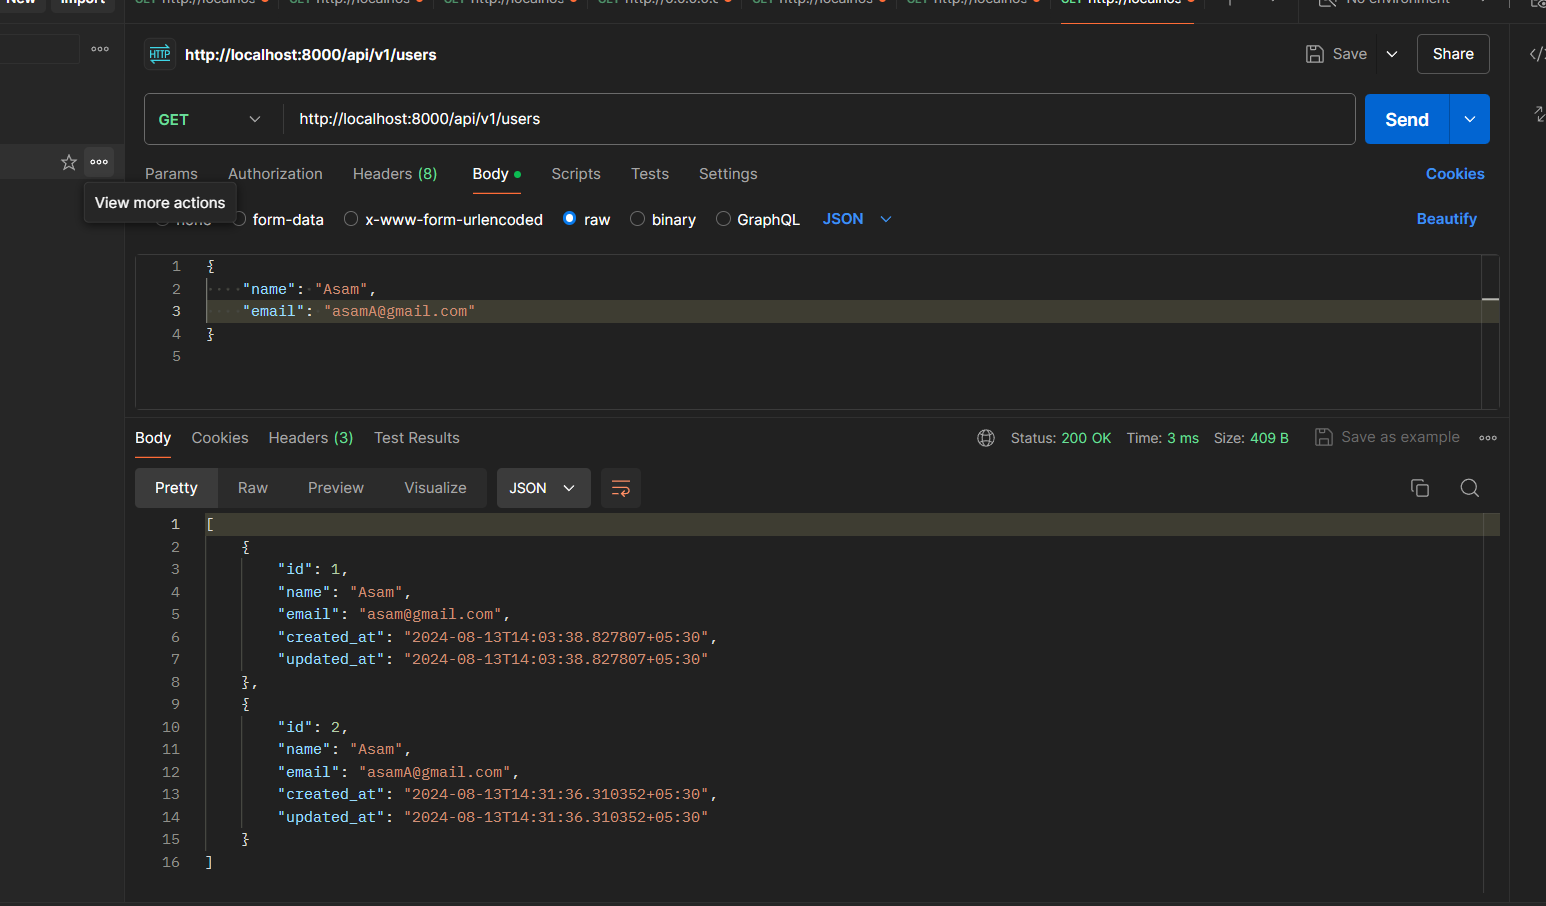 New Import No environment
http://localhost:8000/api/v1/users Save Share
GET http://localhost:8000/api/v1/users Send
Params Authorization Headers (8) Body Scripts Tests Settings Cookies
View more actions
form-data x-www-form-urlencoded raw binary GraphQL JSON Beautify
1 {
2 "name": "Asam",
3 "email": "asamA@gmail.com"
4 }
5
Body Cookies Headers (3) Test Results Status: 200 OK Time: 3 ms Size: 409 B Save as example
Pretty Raw Preview Visualize JSON
1 [
2 {
3 "id": 1,
4 "name": "Asam",
5 "email": "asam@gmail.com",
6 "created_at": "2024-08-13T14:03:38.827807+05:30",
7 "updated_at": "2024-08-13T14:03:38.827807+05:30"
8 },
9 {
10 "id": 2,
11 "name": "Asam",
12 "email": "asamA@gmail.com",
13 "created_at": "2024-08-13T14:31:36.310352+05:30",
14 "updated_at": "2024-08-13T14:31:36.310352+05:30"
15 }
16 ]